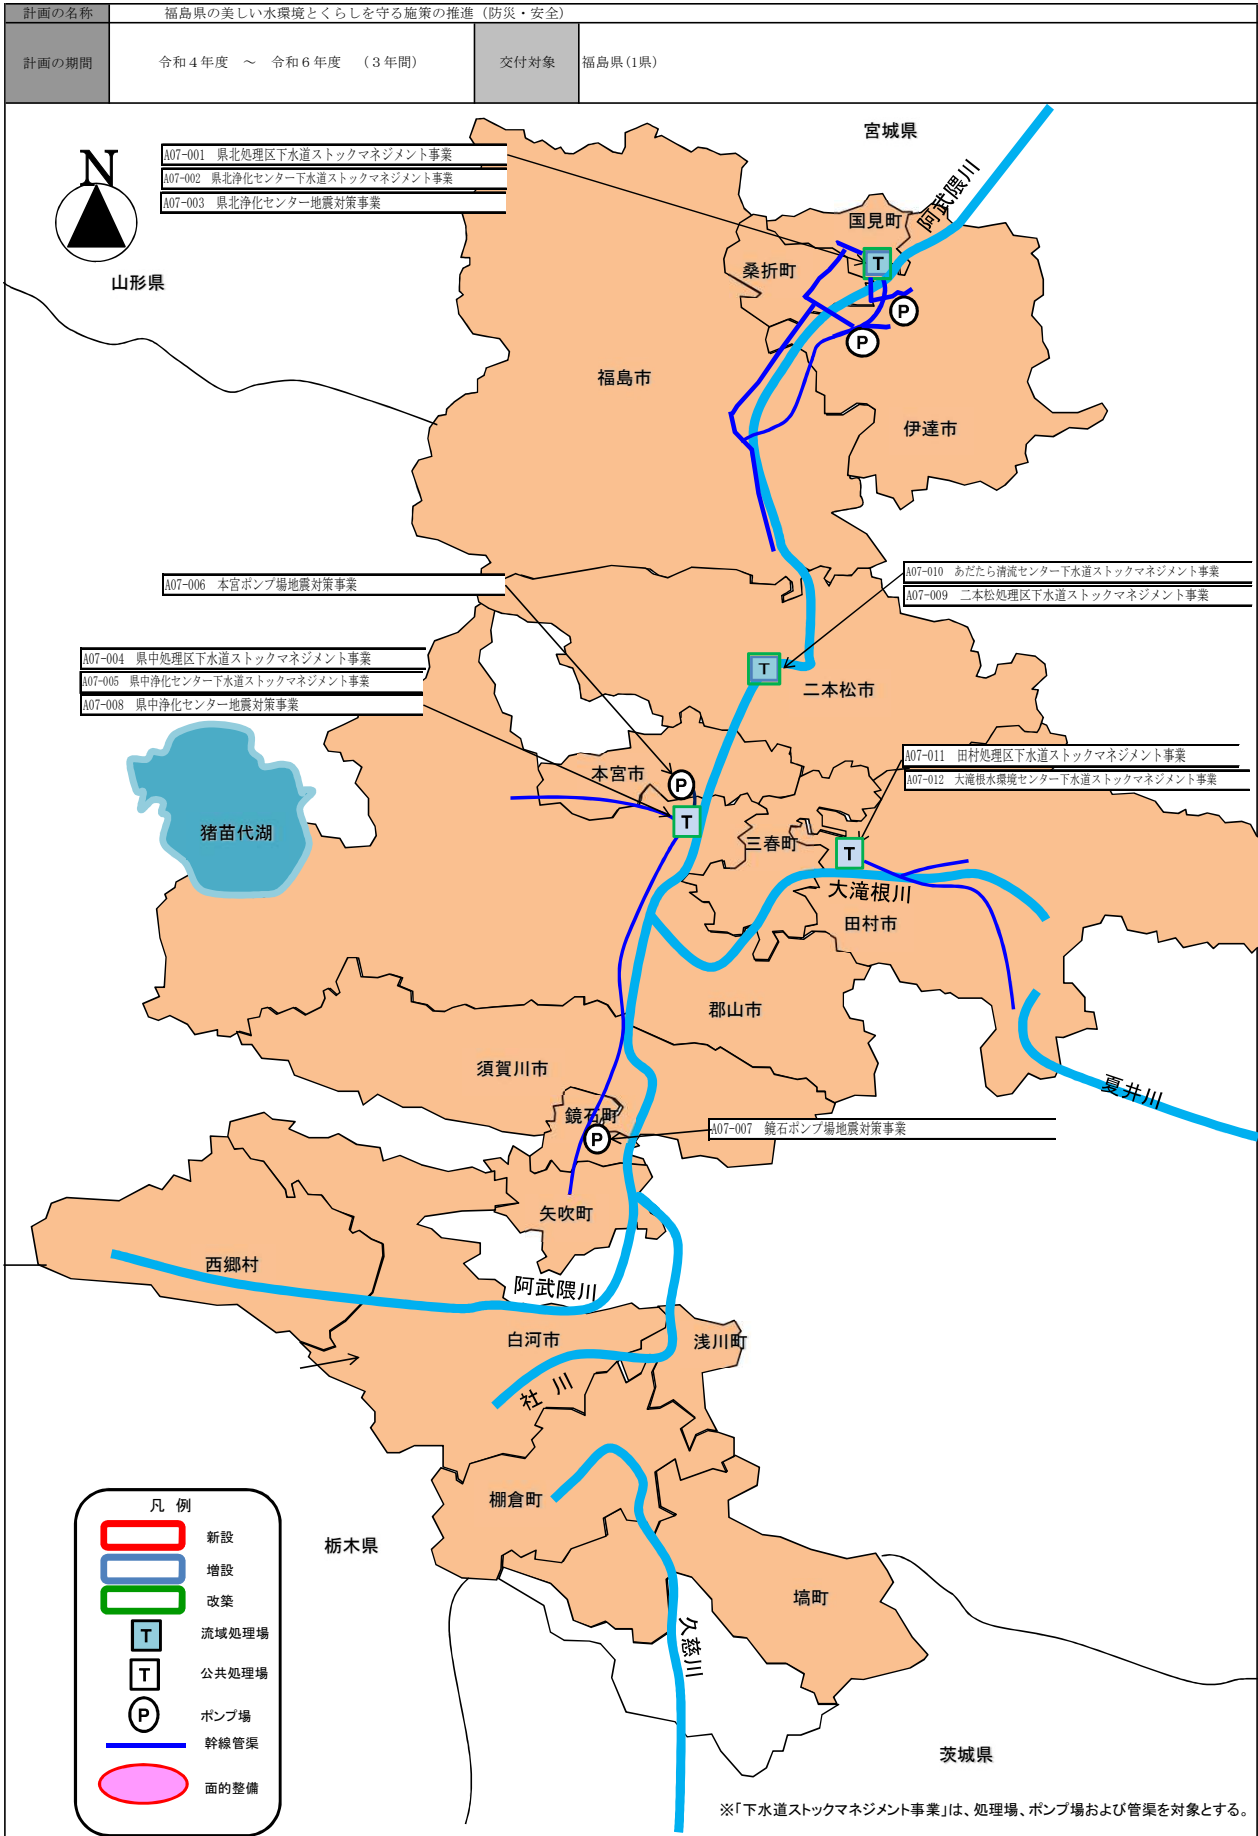 計画の名称 福島県の美しい水環境とくらしを守る施策の推進（防災・安全）
計画の期間 令和４年度　～　令和６年度　（３年間） 交付対象 福島県(1県)
宮城県
N
A07-001　県北処理区下水道ストックマネジメント事業
A07-002　県北浄化センター下水道ストックマネジメント事業
A07-003　県北浄化センター地震対策事業
阿武隈川
国見町
T
桑折町
山形県
P
P
福島市
伊達市
A07-006　本宮ポンプ場地震対策事業
A07-010　あだたら清流センター下水道ストックマネジメント事業
A07-009　二本松処理区下水道ストックマネジメント事業
A07-004　県中処理区下水道ストックマネジメント事業
A07-005　県中浄化センター下水道ストックマネジメント事業
A07-008　県中浄化センター地震対策事業
T
二本松市
A07-011　田村処理区下水道ストックマネジメント事業
A07-012　大滝根水環境センター下水道ストックマネジメント事業
本宮市
P
T
猪苗代湖
三春町
T
大滝根川
田村市
郡山市
須賀川市
夏井川
鏡石町
P
A07-007　鏡石ポンプ場地震対策事業
矢吹町
西郷村
阿武隈川
白河市
浅川町
社川
棚倉町
栃木県
塙町
久慈川
茨城県
凡 例
新設
増設
改築
T 流域処理場
T 公共処理場
P ポンプ場
幹線管渠
面的整備
※「下水道ストックマネジメント事業」は、処理場、ポンプ場および管渠を対象とする。